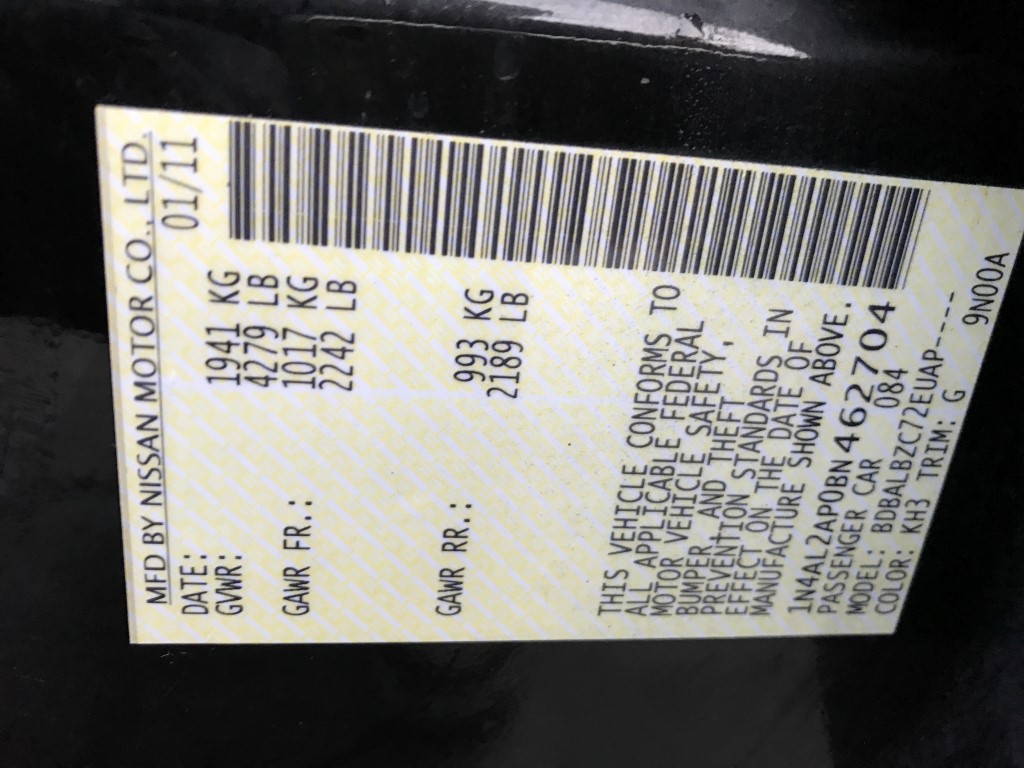 MFD BY NISSAN MOTOR CO., LTD.
DATE: 01/11
GVWR: 1941 KG
4279 LB
GAWR FR.: 1017 KG
2242 LB
GAWR RR.: 993 KG
2189 LB
THIS VEHICLE CONFORMS TO
ALL APPLICABLE FEDERAL
MOTOR VEHICLE SAFETY,
BUMPER, AND THEFT
PREVENTION STANDARDS IN
EFFECT ON THE DATE OF
MANUFACTURE SHOWN ABOVE.
1N4AL2AP0BN462704
PASSENGER CAR 084
MODEL: BDBALBZC72EUAP----
COLOR: KH3 TRIM: G 9N00A